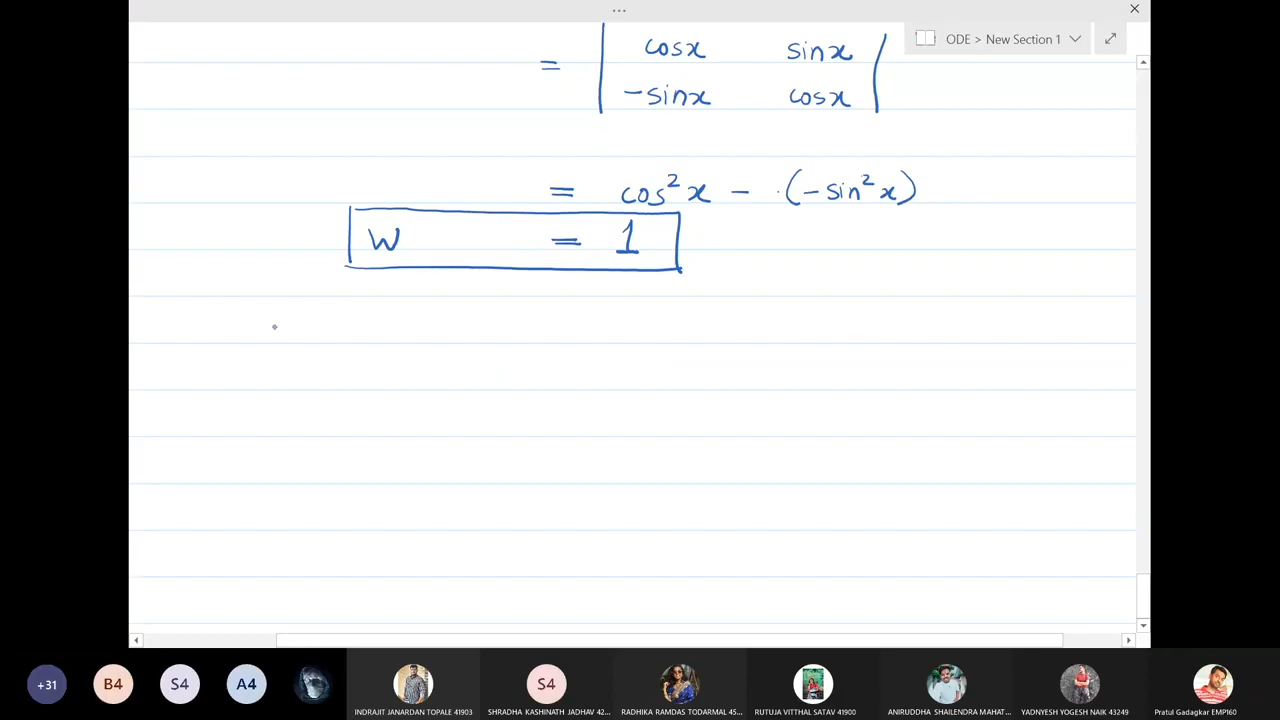 ODE > New Section 1
= | cosx sinx |
| -sinx cosx |
= cos²x - (-sin²x)
W = 1
+31 B4 S4 A4 S4
INDRAJIT JANARDAN TOPALE 41903 SHRADHA KASHINATH JADHAV 42... RADHIKA RAMDAS TODARMAL 45... RUTUJA VITTHAL SATAV 41900 ANIRUDDHA SHAILENDRA MAHAT... YADNYESH YOGESH NAIK 43249 Pratul Gadagkar EMP160